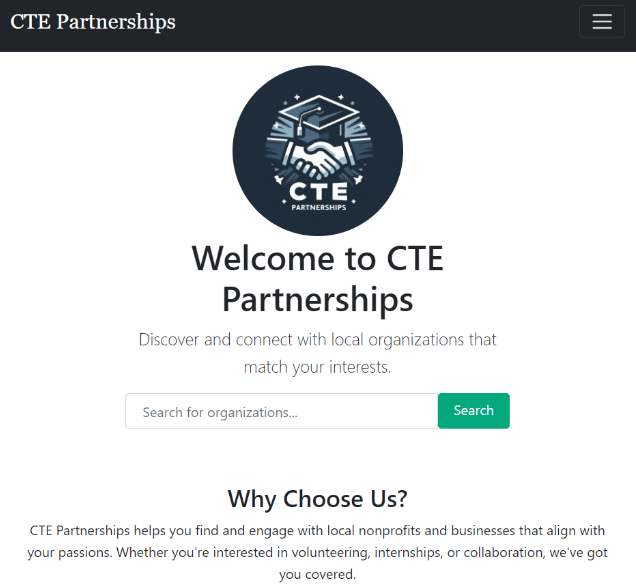 CTE Partnerships
CTE
PARTNERSHIPS
Welcome to CTE
Partnerships
Discover and connect with local organizations that
match your interests.
Search for organizations...
Search
Why Choose Us?
CTE Partnerships helps you find and engage with local nonprofits and businesses that align with
your passions. Whether you're interested in volunteering, internships, or collaboration, we've got
you covered.